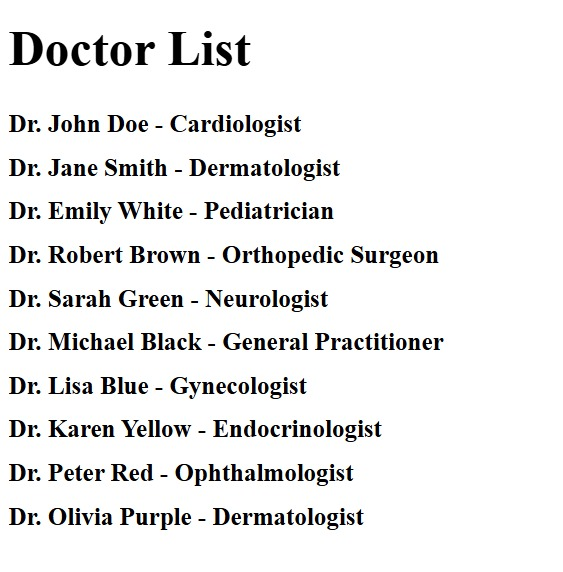 Doctor List
Dr. John Doe - Cardiologist
Dr. Jane Smith - Dermatologist
Dr. Emily White - Pediatrician
Dr. Robert Brown - Orthopedic Surgeon
Dr. Sarah Green - Neurologist
Dr. Michael Black - General Practitioner
Dr. Lisa Blue - Gynecologist
Dr. Karen Yellow - Endocrinologist
Dr. Peter Red - Ophthalmologist
Dr. Olivia Purple - Dermatologist